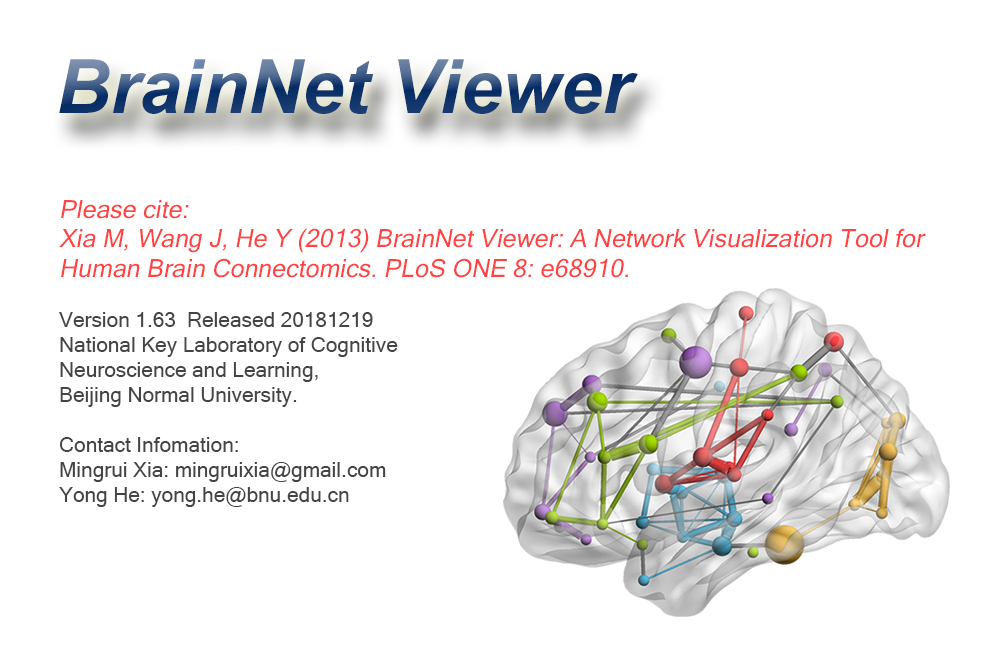 BrainNet Viewer
Please cite:
Xia M, Wang J, He Y (2013) BrainNet Viewer: A Network Visualization Tool for
Human Brain Connectomics. PLoS ONE 8: e68910.
Version 1.63  Released 20181219
National Key Laboratory of Cognitive
Neuroscience and Learning,
Beijing Normal University.
Contact Infomation:
Mingrui Xia: mingruixia@gmail.com
Yong He: yong.he@bnu.edu.cn